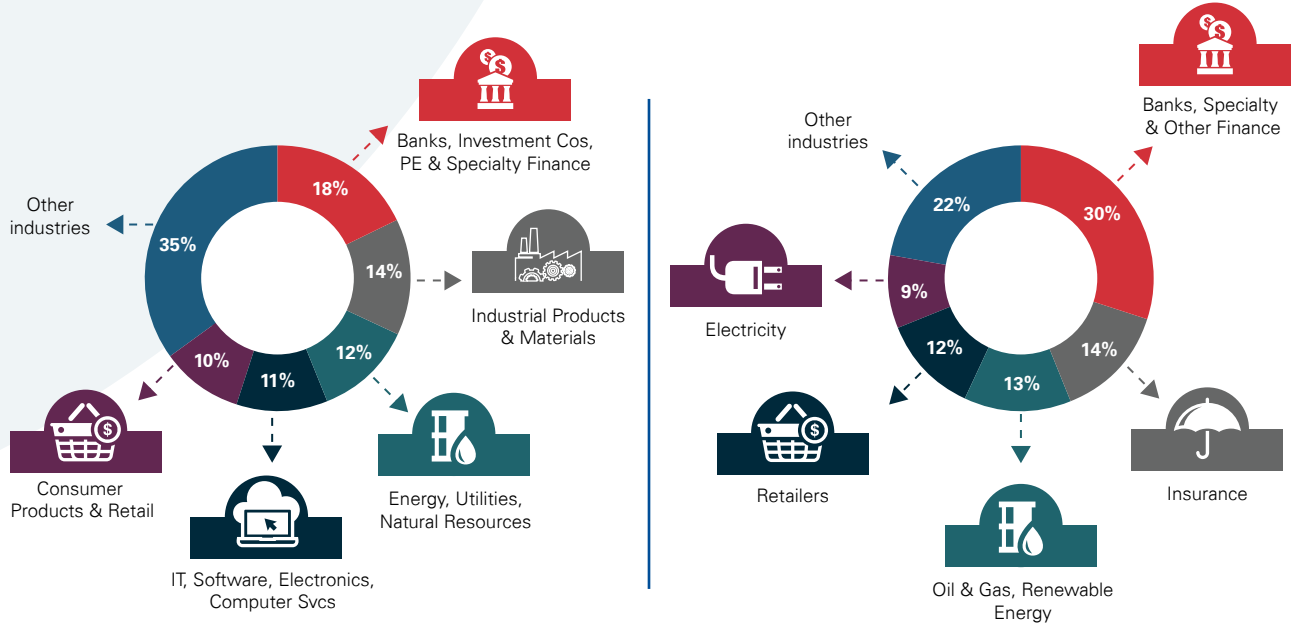 Banks, Investment Cos,
PE & Specialty Finance
18%
Other
industries
35%
14%
Industrial Products
& Materials
12%
10%
11%
Consumer
Products & Retail
$
Energy, Utilities,
Natural Resources
IT, Software, Electronics,
Computer Svcs
$
$
Banks, Specialty
& Other Finance
Other
industries
22%
30%
9%
Electricity
12%
14%
13%
$
Retailers
Insurance
Oil & Gas, Renewable
Energy
$
$